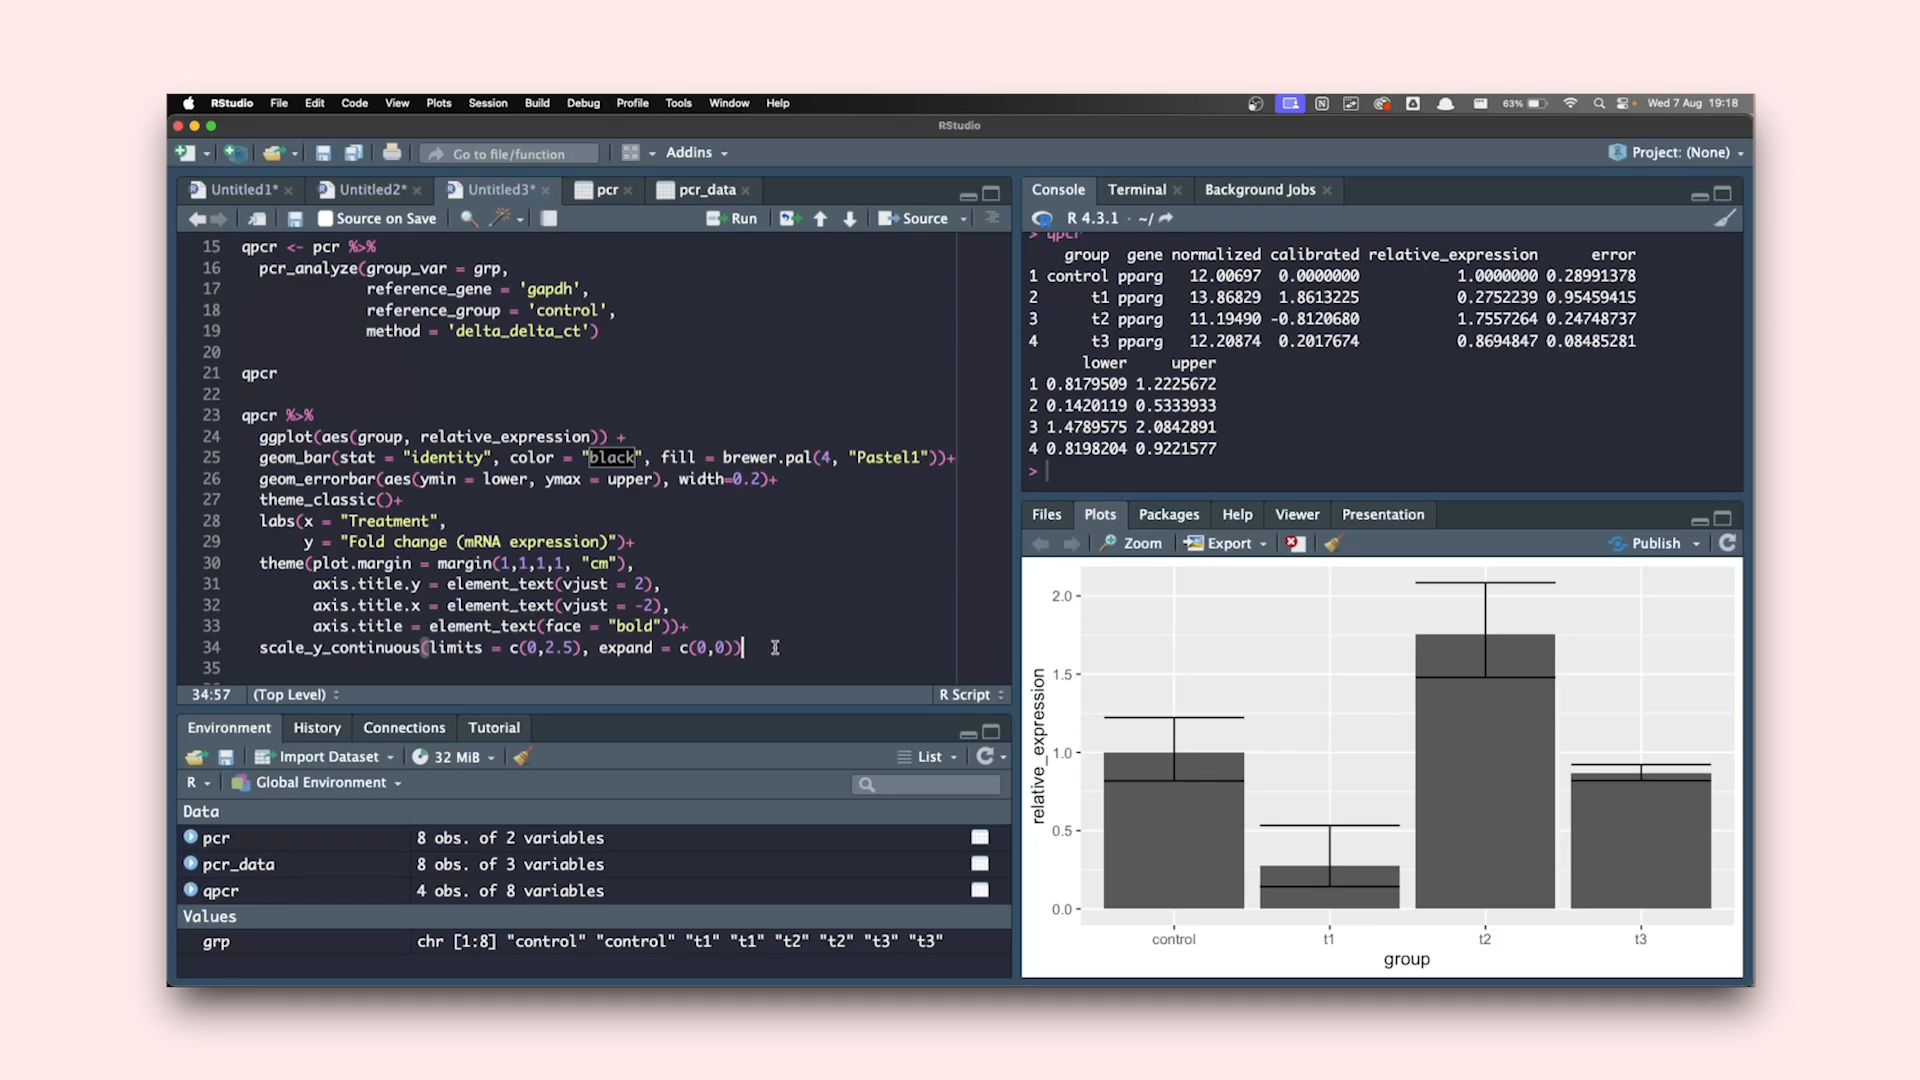 RStudio File Edit Code View Plots Session Build Debug Profile Tools Window Help 63% Wed 7 Aug 19:18
RStudio
Go to file/function Addins Project: (None)
Untitled1* Untitled2* Untitled3* pcr pcr_data
Source on Save Run Source
15 qpcr <- pcr %>%
16 pcr_analyze(group_var = grp,
17 reference_gene = 'gapdh',
18 reference_group = 'control',
19 method = 'delta_delta_ct')
20
21 qpcr
22
23 qpcr %>%
24 ggplot(aes(group, relative_expression)) +
25 geom_bar(stat = "identity", color = "black", fill = brewer.pal(4, "Pastel1"))+
26 geom_errorbar(aes(ymin = lower, ymax = upper), width=0.2)+
27 theme_classic()+
28 labs(x = "Treatment",
29 y = "Fold change (mRNA expression)")+
30 theme(plot.margin = margin(1,1,1,1, "cm"),
31 axis.title.y = element_text(vjust = 2),
32 axis.title.x = element_text(vjust = -2),
33 axis.title = element_text(face = "bold"))+
34 scale_y_continuous(limits = c(0,2.5), expand = c(0,0))
35
34:57 (Top Level) R Script
Environment History Connections Tutorial
Import Dataset 32 MiB List
R Global Environment
Data
pcr 8 obs. of 2 variables
pcr_data 8 obs. of 3 variables
qpcr 4 obs. of 8 variables
Values
grp chr [1:8] "control" "control" "t1" "t1" "t2" "t2" "t3" "t3"
Console Terminal Background Jobs
R 4.3.1 · ~/
> qpcr
group gene normalized calibrated relative_expression error
1 control pparg 12.00697 0.0000000 1.0000000 0.28991378
2 t1 pparg 13.86829 1.8613225 0.2752239 0.95459415
3 t2 pparg 11.19490 -0.8120680 1.7557264 0.24748737
4 t3 pparg 12.20874 0.2017674 0.8694847 0.08485281
lower upper
1 0.8179509 1.2225672
2 0.1420119 0.5333933
3 1.4789575 2.0842891
4 0.8198204 0.9221577
>
Files Plots Packages Help Viewer Presentation
Zoom Export Publish
relative_expression
2.0
1.5
1.0
0.5
0.0
control t1 t2 t3
group